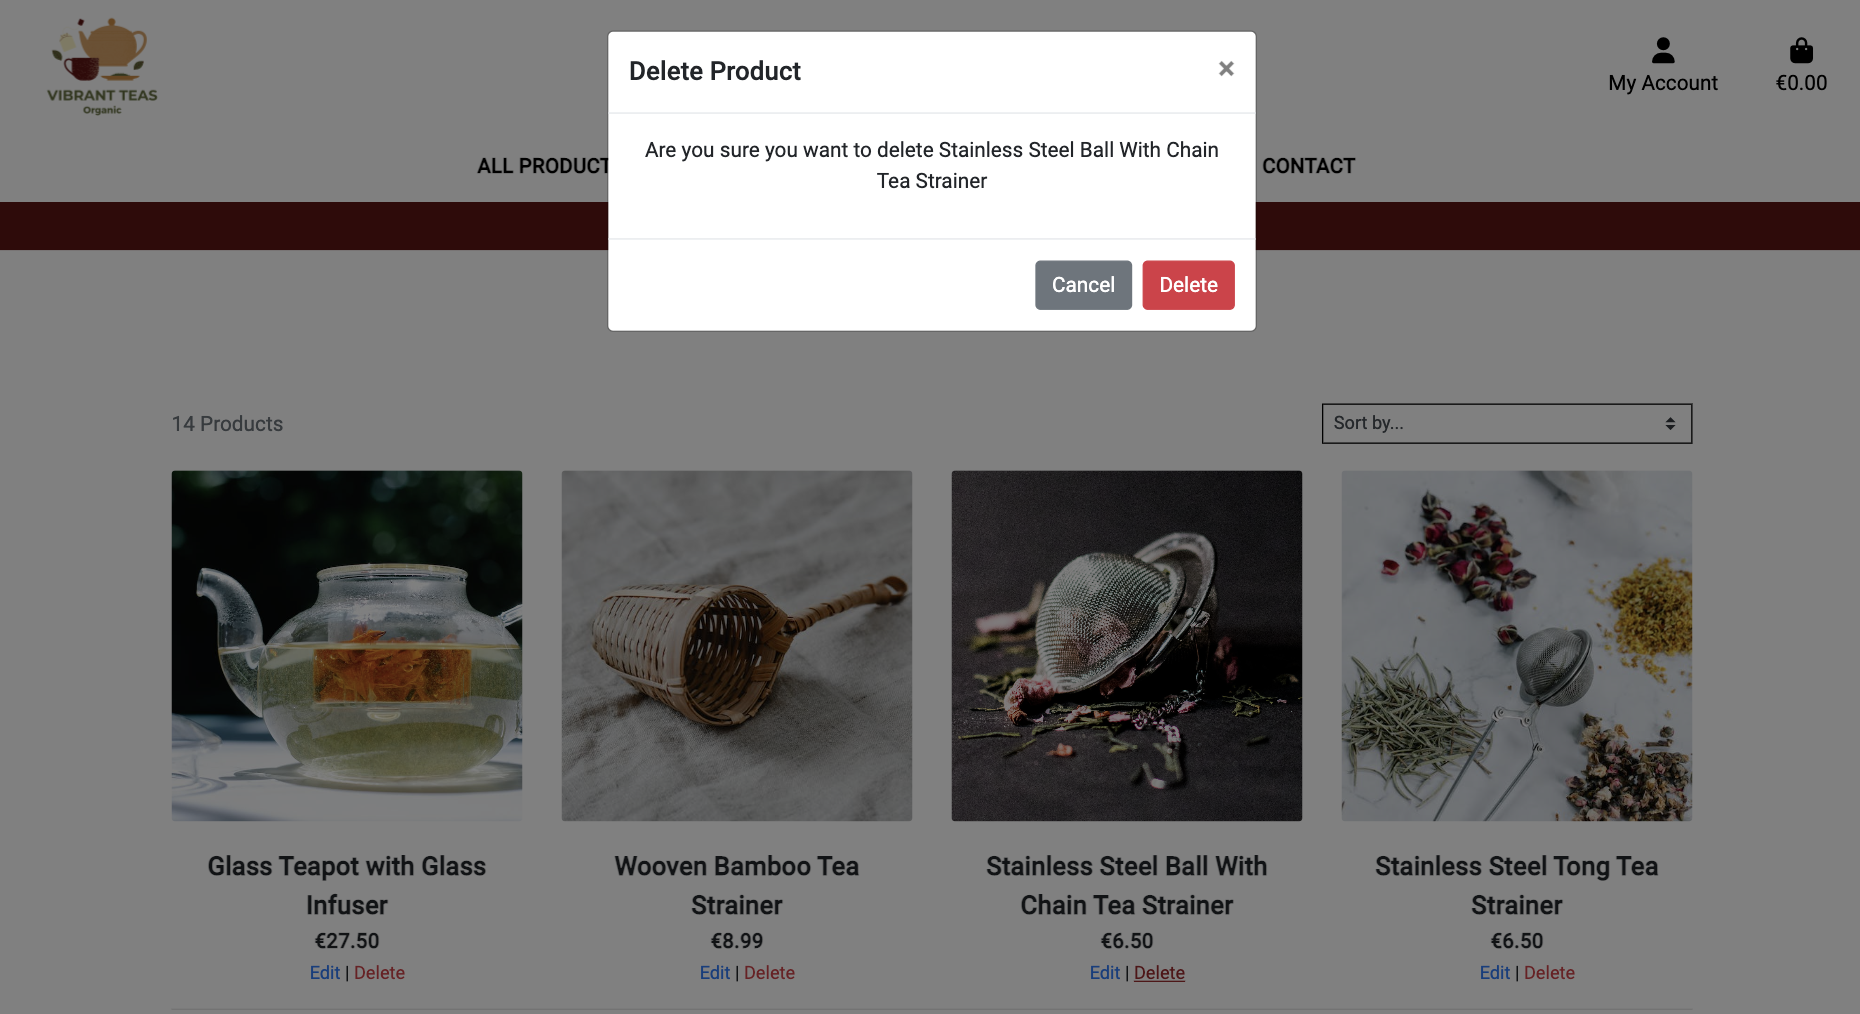 VIBRANT TEAS
Organic
Delete Product
×
My Account
€0.00
Are you sure you want to delete Stainless Steel Ball With Chain
Tea Strainer
ALL PRODUCT
CONTACT
Cancel
Delete
14 Products
Sort by...
Glass Teapot with Glass
Infuser
€27.50
Edit | Delete
Wooven Bamboo Tea
Strainer
€8.99
Edit | Delete
Stainless Steel Ball With
Chain Tea Strainer
€6.50
Edit | Delete
Stainless Steel Tong Tea
Strainer
€6.50
Edit | Delete